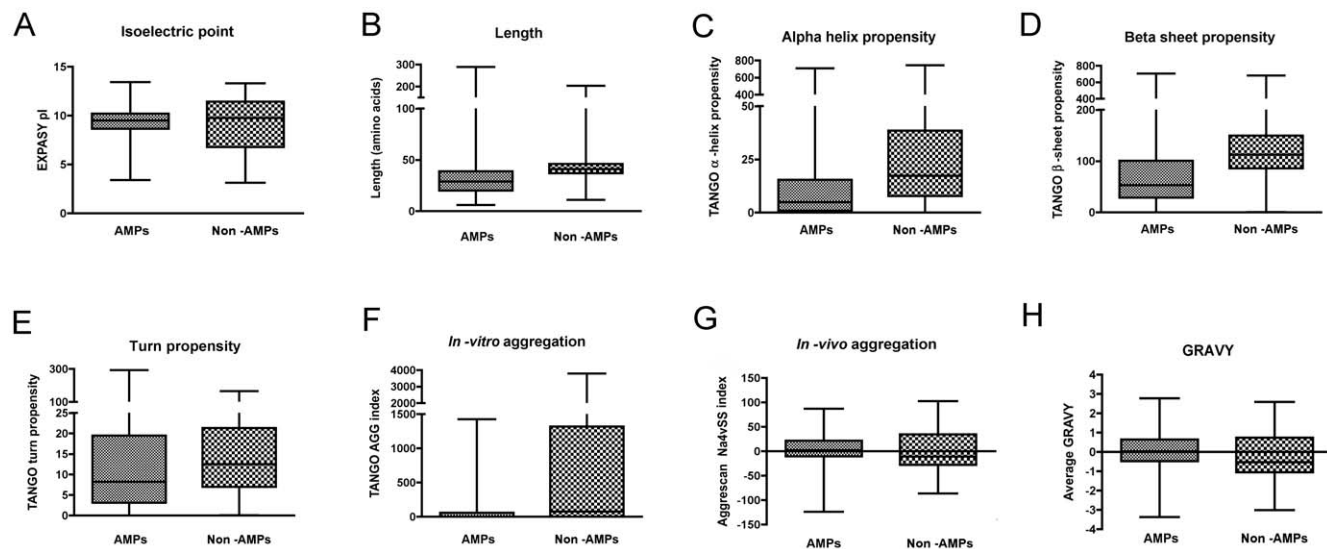 A
Isoelectric point
EXPASY pI
15
10
5
0
AMPs
Non -AMPs
B
Length
Length (amino acids)
300
200
100
100
50
0
AMPs
Non -AMPs
C
Alpha helix propensity
TANGO α -helix propensity
800
600
400
50
25
0
AMPs
Non -AMPs
D
Beta sheet propensity
TANGO β -sheet propensity
800
600
400
200
100
0
AMPs
Non -AMPs
E
Turn propensity
TANGO turn propensity
300
100
25
20
15
10
5
0
AMPs
Non -AMPs
F
In -vitro aggregation
TANGO AGG index
4000
3000
2000
1500
1000
500
0
AMPs
Non -AMPs
G
In -vivo aggregation
Aggrescan Na4vSS index
150
100
50
0
-50
-100
-150
AMPs
Non -AMPs
H
GRAVY
Average GRAVY
4
3
2
1
0
-1
-2
-3
-4
AMPs
Non -AMPs